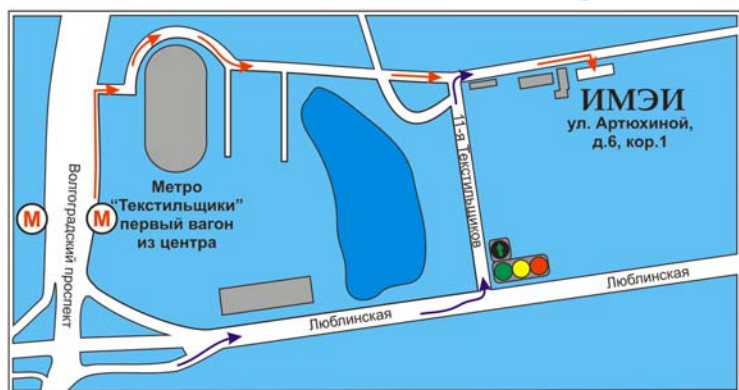 ИМЭИ
ул. Артюхиной,
д.6, кор.1
11-я Текстильщиков
Волгоградский проспект
Метро
“Текстильщики”
первый вагон
из центра
М
М
Люблинская
Люблинская